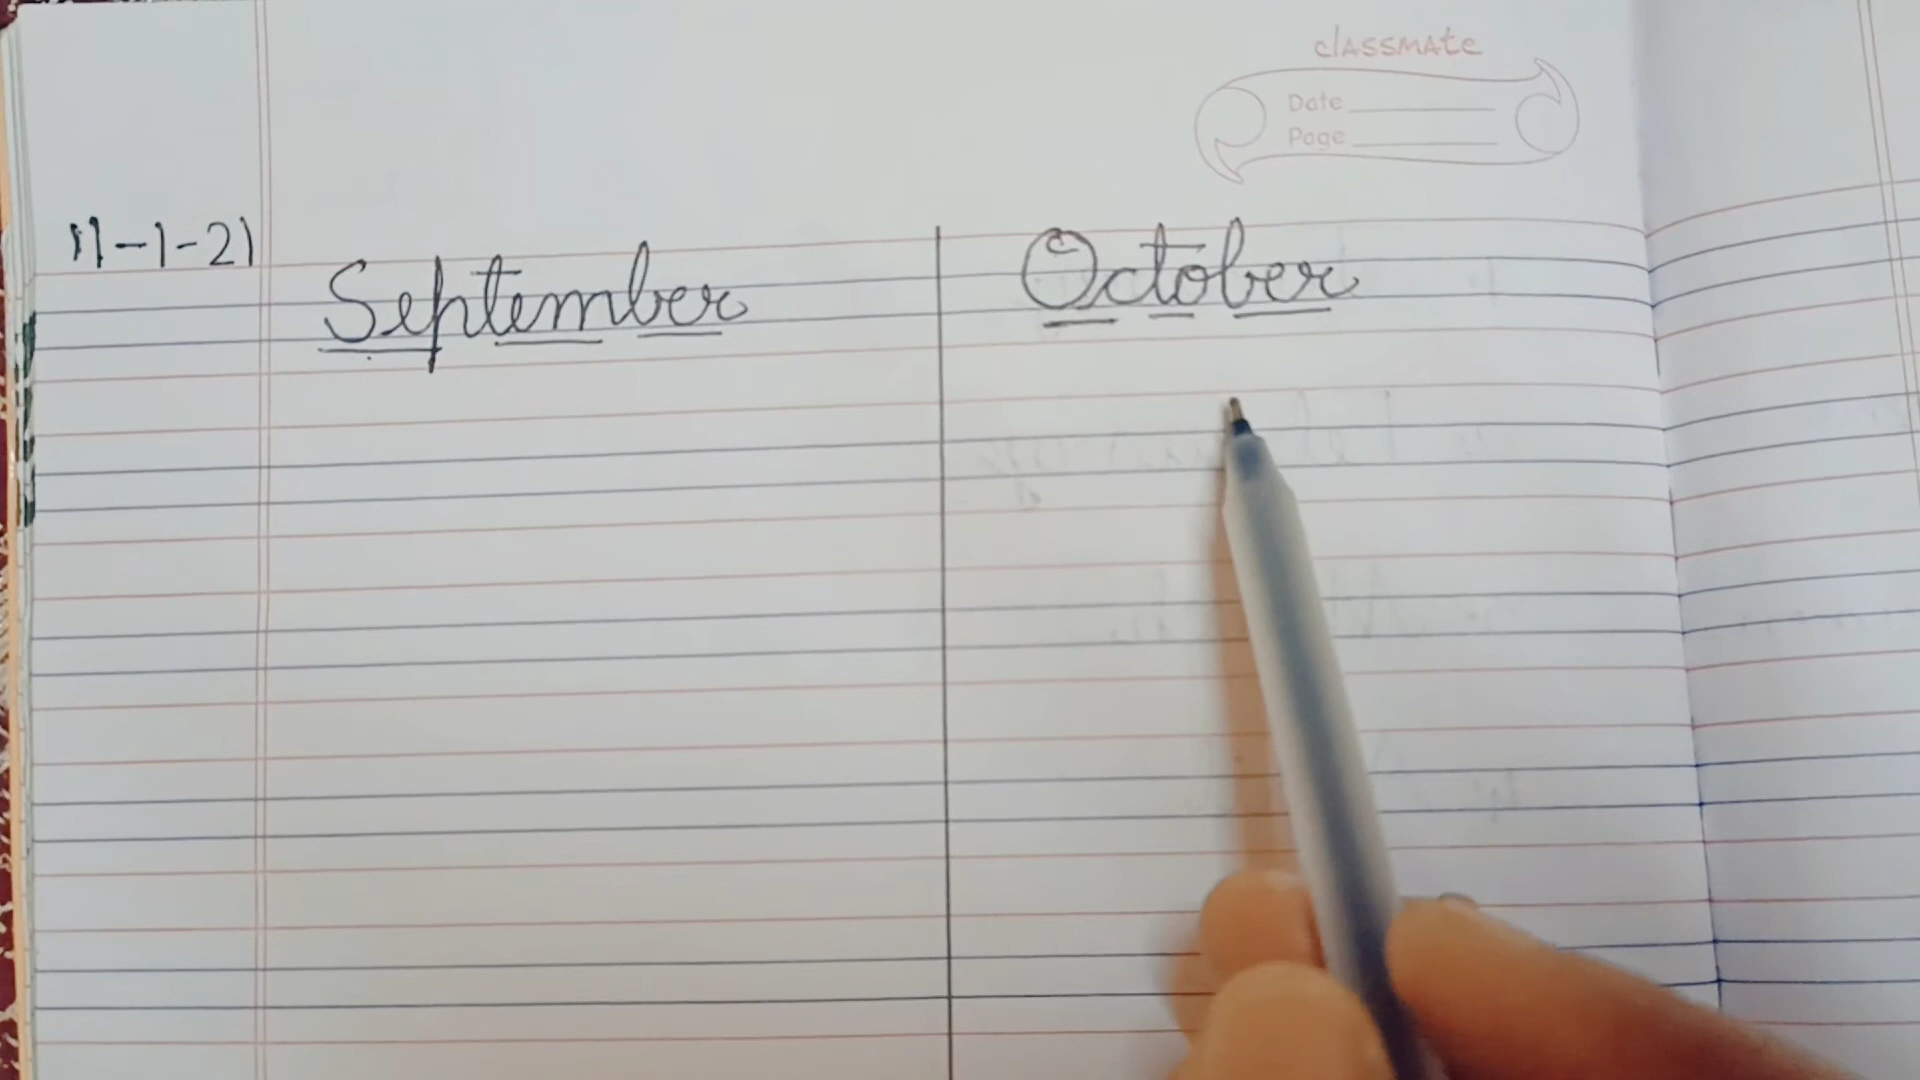 classmate
Date
Page
11-1-21
September
October